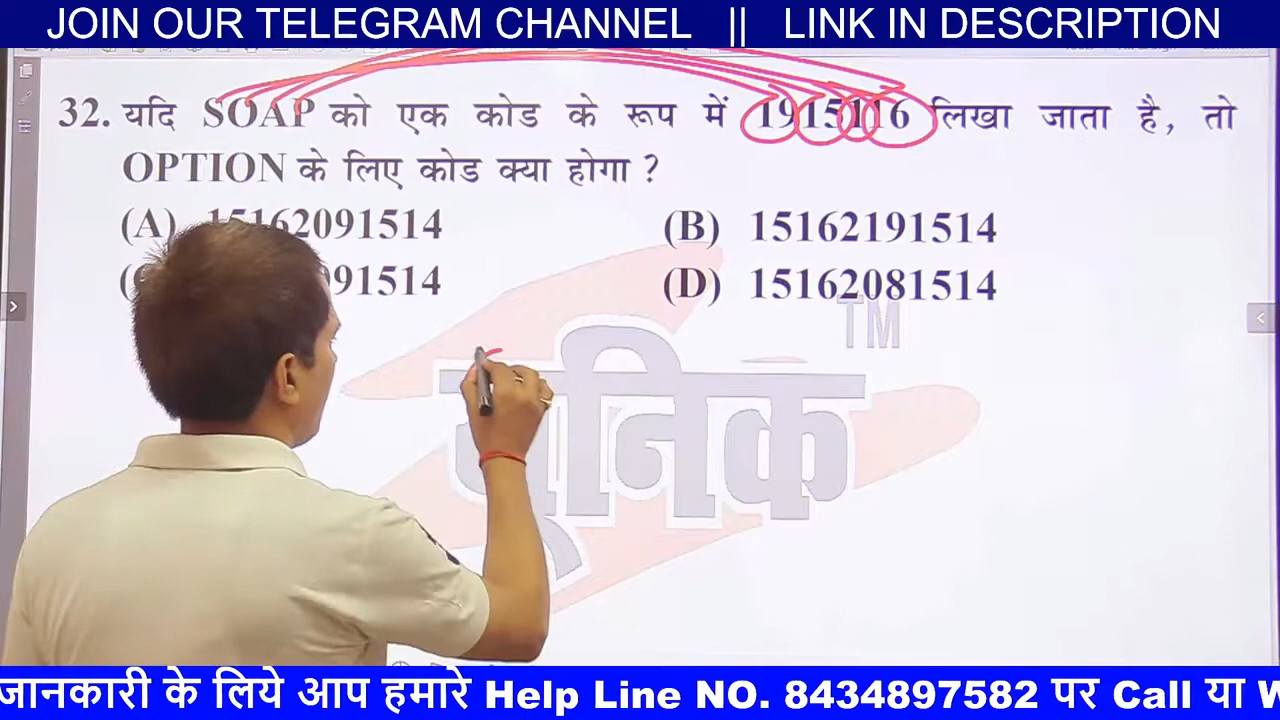 JOIN OUR TELEGRAM CHANNEL || LINK IN DESCRIPTION
32. यदि SOAP को एक कोड के रूप में 1915116 लिखा जाता है, तो
OPTION के लिए कोड क्या होगा ?
(A) 15162091514 (B) 15162191514
91514 (D) 15162081514
TM
यूनिक
जानकारी के लिये आप हमारे Help Line NO. 8434897582 पर Call या W